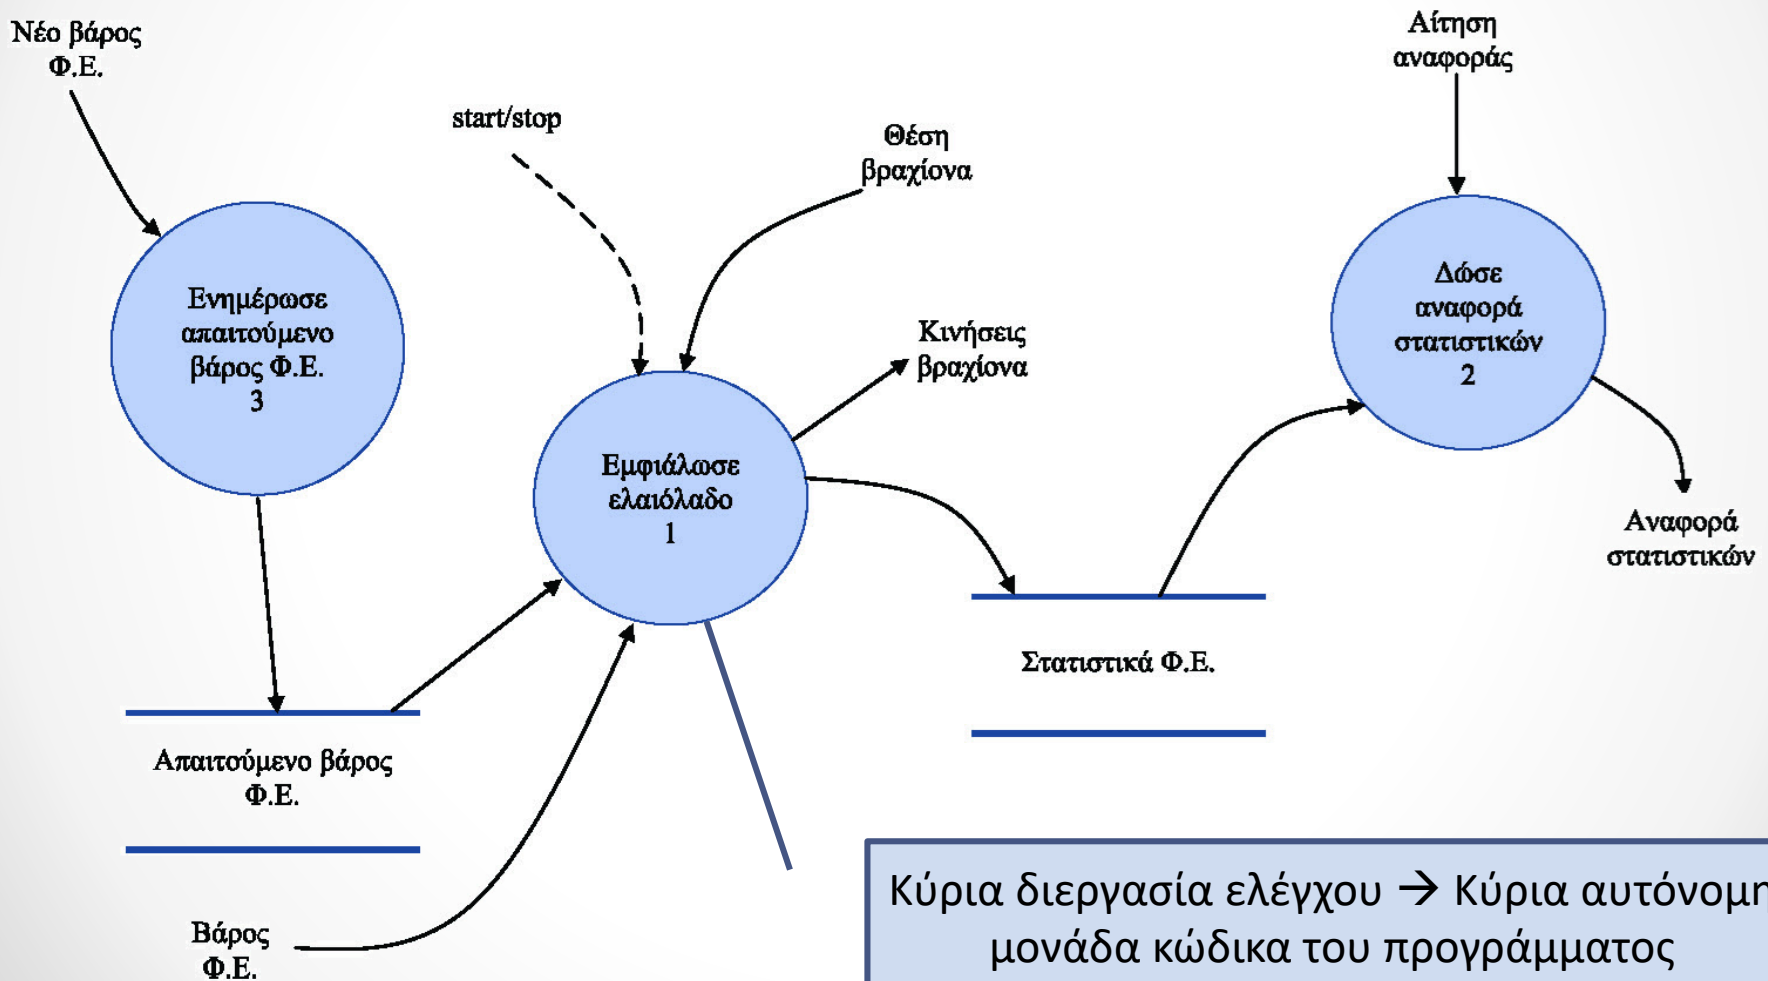 Νέο βάρος
Φ.Ε.
start/stop
Θέση
βραχίονα
Αίτηση
αναφοράς
Ενημέρωσε
απαιτούμενο
βάρος Φ.Ε.
3
Κινήσεις
βραχίονα
Δώσε
αναφορά
στατιστικών
2
Εμφιάλωσε
ελαιόλαδο
1
Αναφορά
στατιστικών
Στατιστικά Φ.Ε.
Απαιτούμενο βάρος
Φ.Ε.
Βάρος
Φ.Ε.
Κύρια διεργασία ελέγχου → Κύρια αυτόνομη
μονάδα κώδικα του προγράμματος